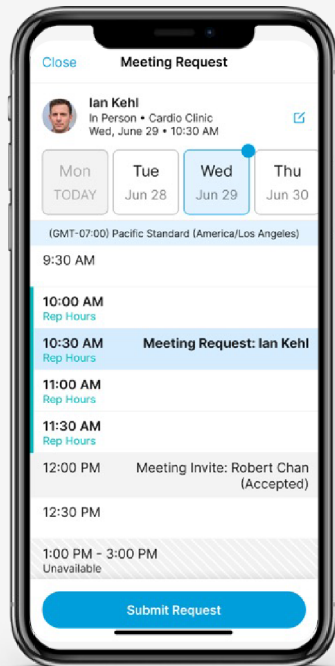 Close
Meeting Request
Ian Kehl
In Person • Cardio Clinic
Wed, June 29 • 10:30 AM
Mon
TODAY
Tue
Jun 28
Wed
Jun 29
Thu
Jun 30
(GMT-07:00) Pacific Standard (America/Los Angeles)
9:30 AM
10:00 AM
Rep Hours
10:30 AM
Meeting Request: Ian Kehl
Rep Hours
11:00 AM
Rep Hours
11:30 AM
Rep Hours
12:00 PM
Meeting Invite: Robert Chan
(Accepted)
12:30 PM
1:00 PM - 3:00 PM
Unavailable
Submit Request